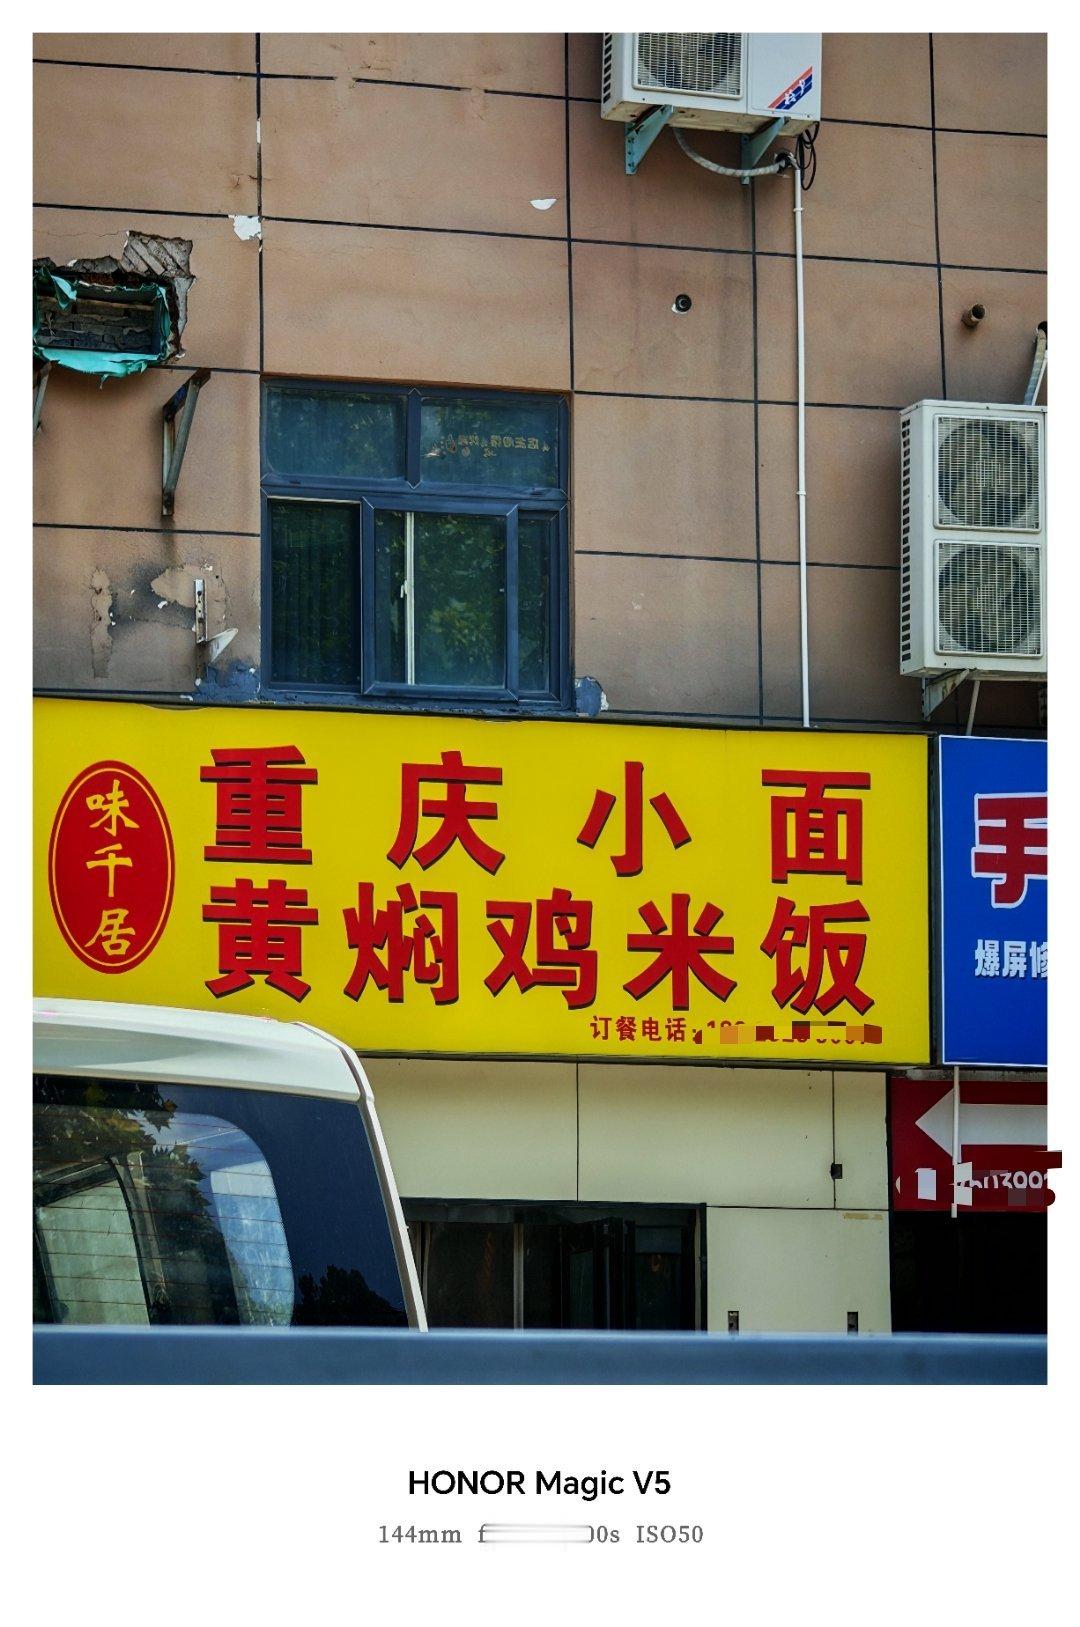 味千居
重庆小面
黄焖鸡米饭
订餐电话:
手
爆屏修
HONOR Magic V5
144mm ISO50